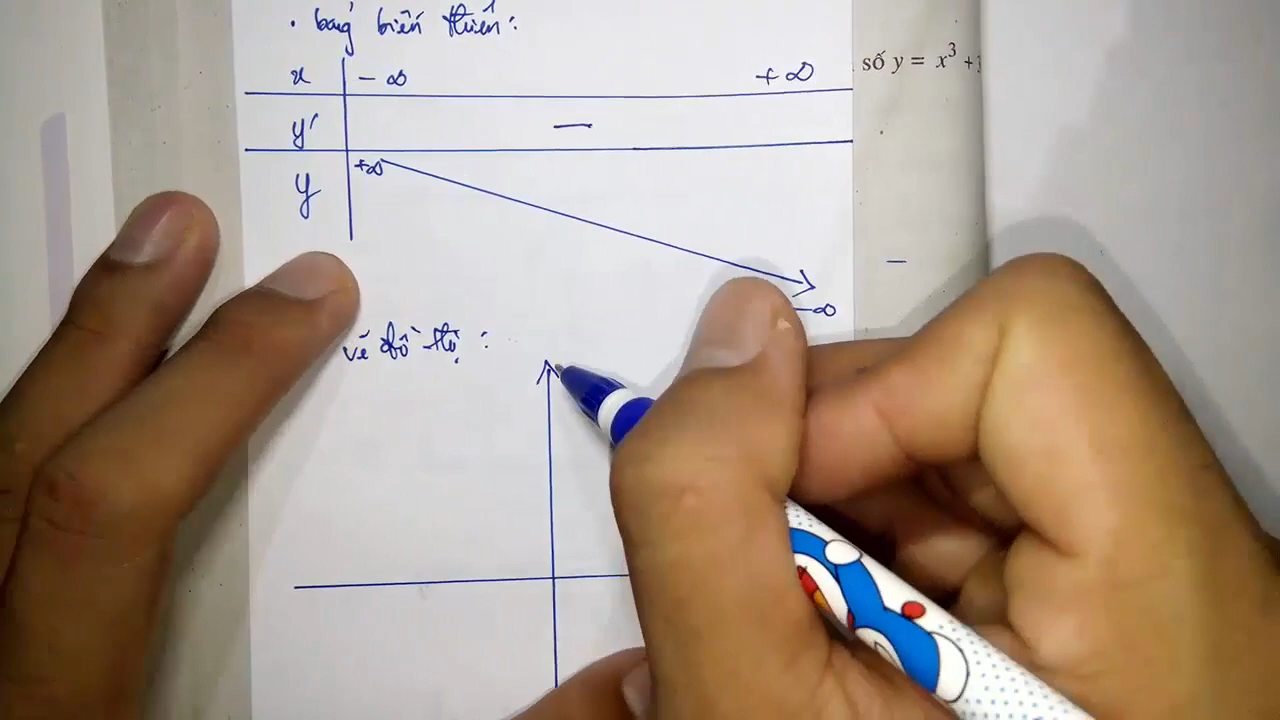 • bảng biến thiên :
số y = x³ +
x - ∞ + ∞
y' —
y +∞
-∞
vẽ đồ thị :